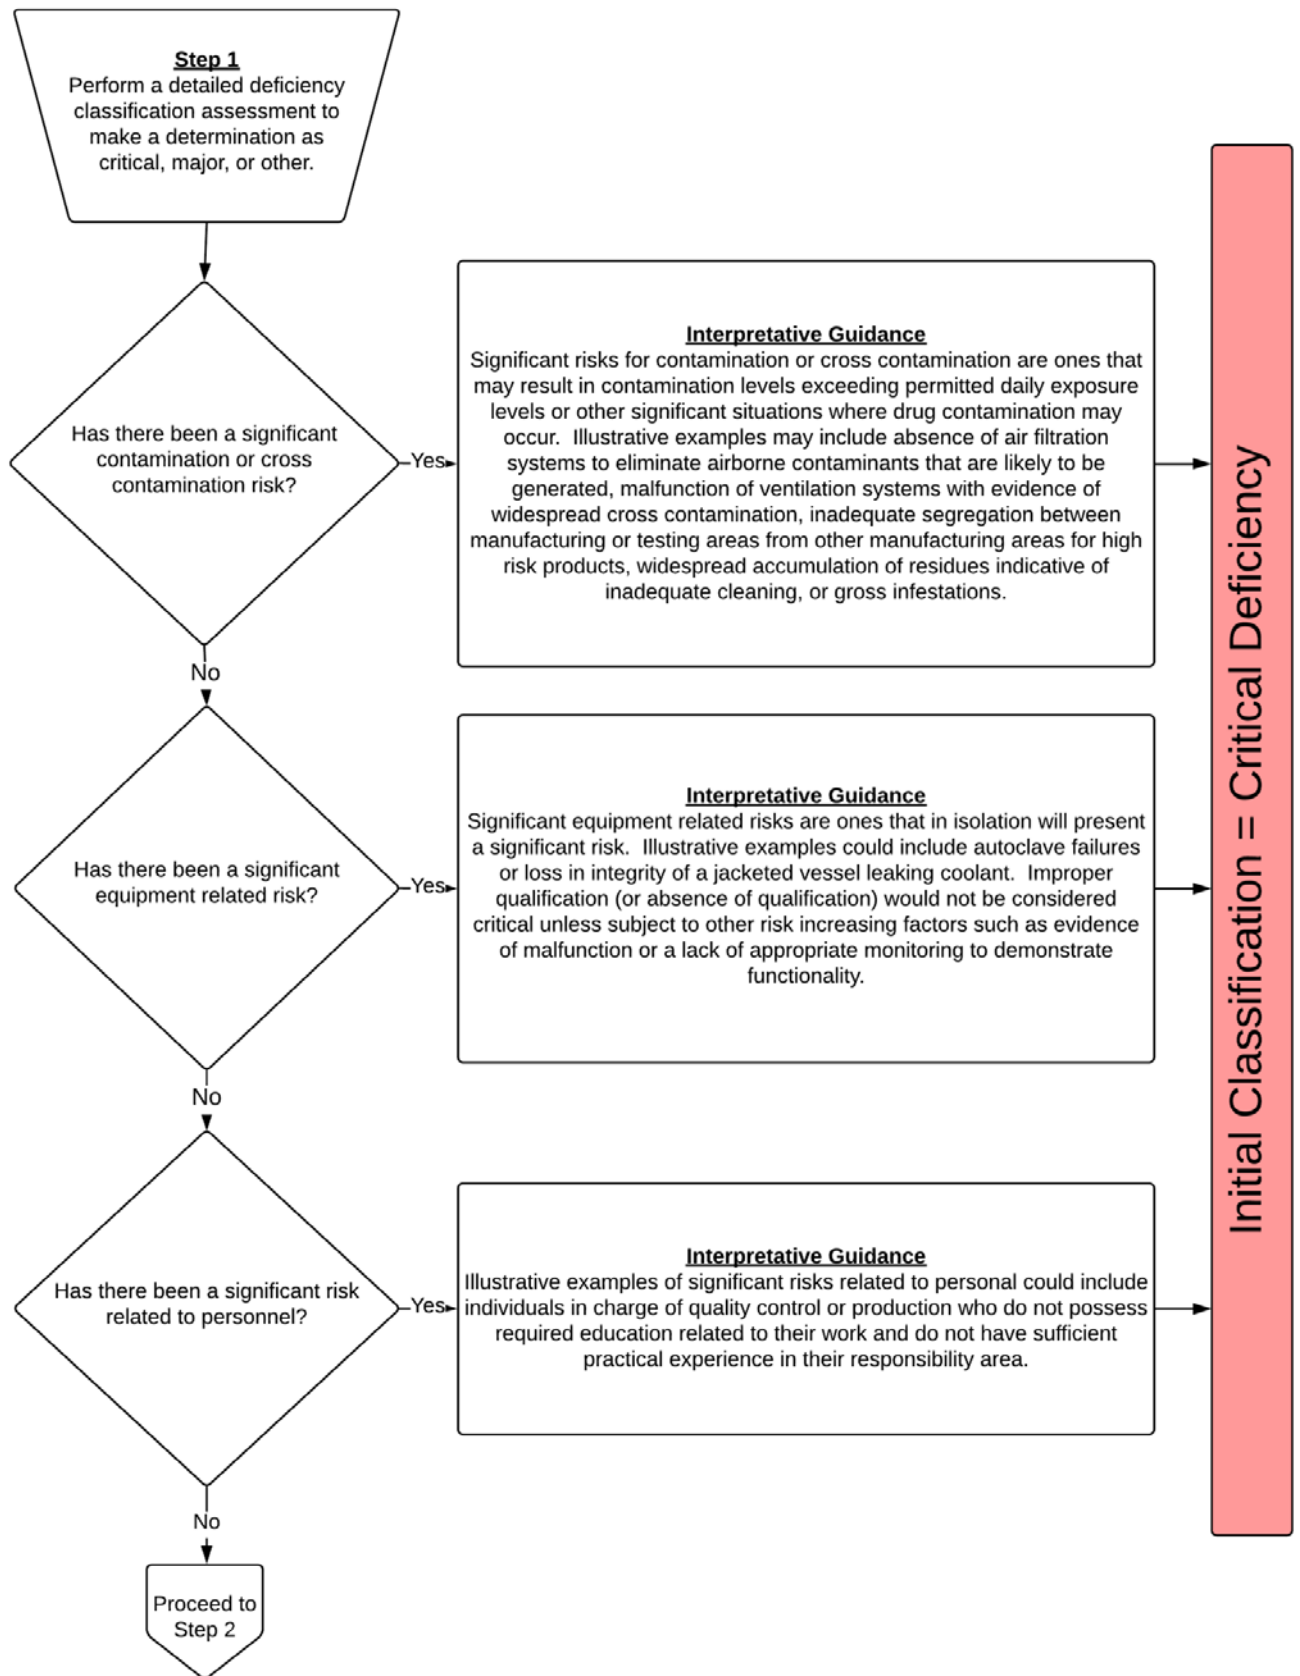 Step 1
Perform a detailed deficiency
classification assessment to
make a determination as
critical, major, or other.
Has there been a significant
contamination or cross
contamination risk?
Yes
Interpretative Guidance
Significant risks for contamination or cross contamination are ones that
may result in contamination levels exceeding permitted daily exposure
levels or other significant situations where drug contamination may
occur.  Illustrative examples may include absence of air filtration
systems to eliminate airborne contaminants that are likely to be
generated, malfunction of ventilation systems with evidence of
widespread cross contamination, inadequate segregation between
manufacturing or testing areas from other manufacturing areas for high
risk products, widespread accumulation of residues indicative of
inadequate cleaning, or gross infestations.
No
Has there been a significant
equipment related risk?
Yes
Interpretative Guidance
Significant equipment related risks are ones that in isolation will present
a significant risk.  Illustrative examples could include autoclave failures
or loss in integrity of a jacketed vessel leaking coolant.  Improper
qualification (or absence of qualification) would not be considered
critical unless subject to other risk increasing factors such as evidence
of malfunction or a lack of appropriate monitoring to demonstrate
functionality.
No
Has there been a significant risk
related to personnel?
Yes
Interpretative Guidance
Illustrative examples of significant risks related to personal could include
individuals in charge of quality control or production who do not possess
required education related to their work and do not have sufficient
practical experience in their responsibility area.
No
Proceed to
Step 2
Initial Classification = Critical Deficiency